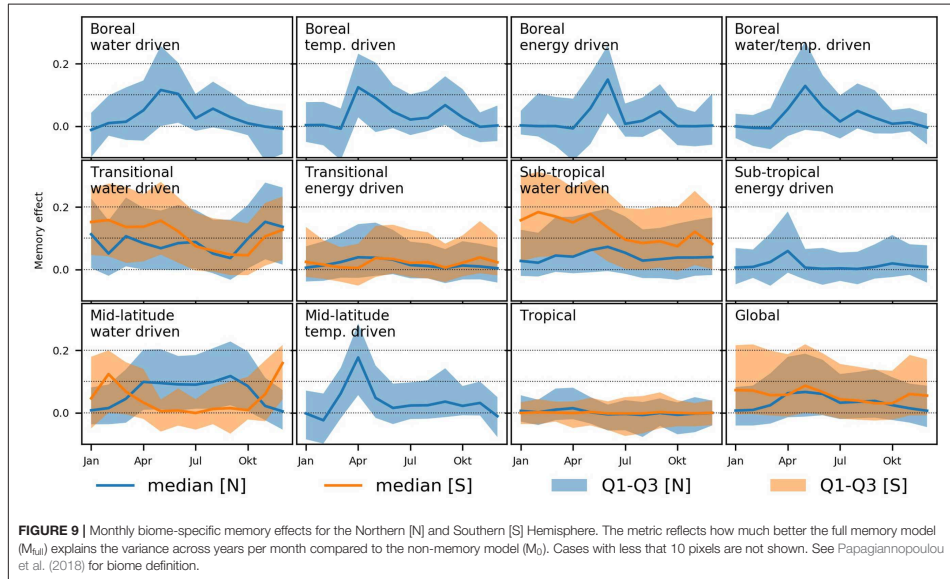 Boreal
water driven
Boreal
temp. driven
Boreal
energy driven
Boreal
water/temp. driven
0.2
0.0
Transitional
water driven
Transitional
energy driven
Sub-tropical
water driven
Sub-tropical
energy driven
Memory effect
0.2
0.0
Mid-latitude
water driven
Mid-latitude
temp. driven
Tropical
Global
0.2
0.0
Jan Apr Jul Okt Jan Apr Jul Okt Jan Apr Jul Okt Jan Apr Jul Okt
median [N] median [S] Q1-Q3 [N] Q1-Q3 [S]
FIGURE 9 | Monthly biome-specific memory effects for the Northern [N] and Southern [S] Hemisphere. The metric reflects how much better the full memory model
(Mfull) explains the variance across years per month compared to the non-memory model (M0). Cases with less that 10 pixels are not shown. See Papagiannopoulou
et al. (2018) for biome definition.